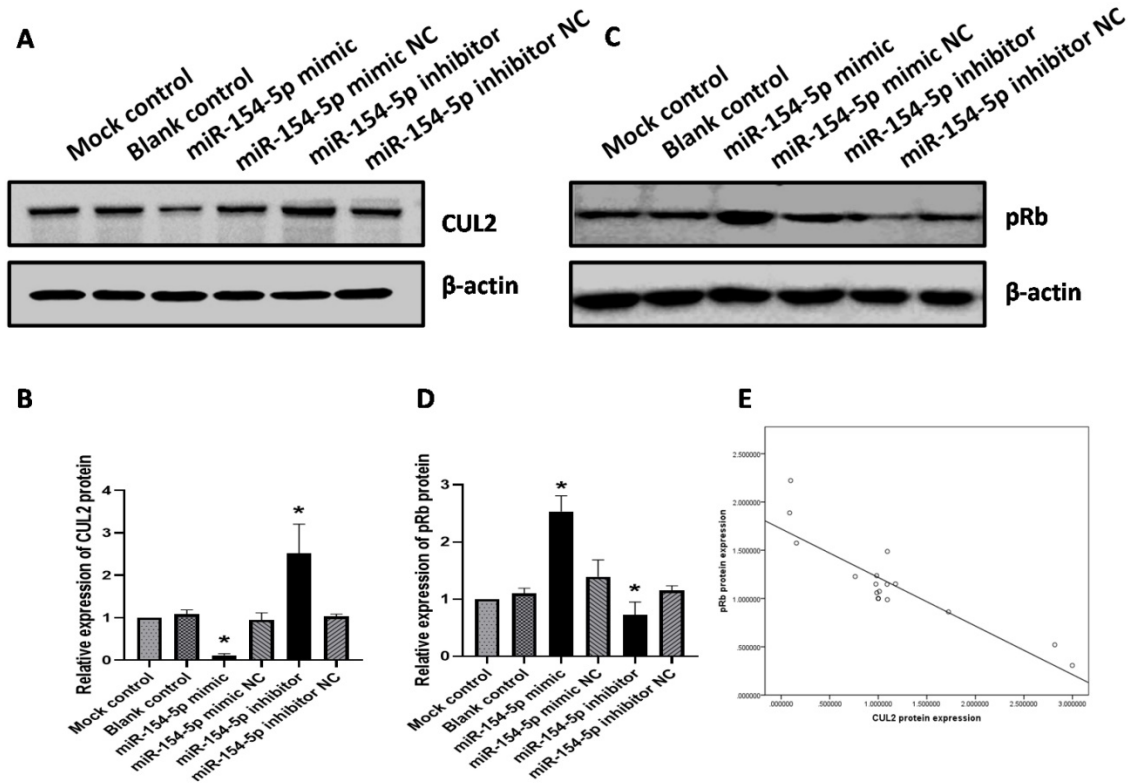 A
Mock control
Blank control
miR-154-5p mimic
miR-154-5p mimic NC
miR-154-5p inhibitor
miR-154-5p inhibitor NC
CUL2
β-actin
C
Mock control
Blank control
miR-154-5p mimic
miR-154-5p mimic NC
miR-154-5p inhibitor
miR-154-5p inhibitor NC
pRb
β-actin
B
Relative expression of CUL2 protein
4
3
2
1
0
*
*
Mock control
Blank control
miR-154-5p mimic
miR-154-5p mimic NC
miR-154-5p inhibitor
miR-154-5p inhibitor NC
D
Relative expression of pRb protein
3
2
1
0
*
*
Mock control
Blank control
miR-154-5p mimic
miR-154-5p mimic NC
miR-154-5p inhibitor
miR-154-5p inhibitor NC
E
pRb protein expression
2.500000
2.000000
1.500000
1.000000
.500000
.000000
.000000 .500000 1.000000 1.500000 2.000000 2.500000 3.000000
CUL2 protein expression